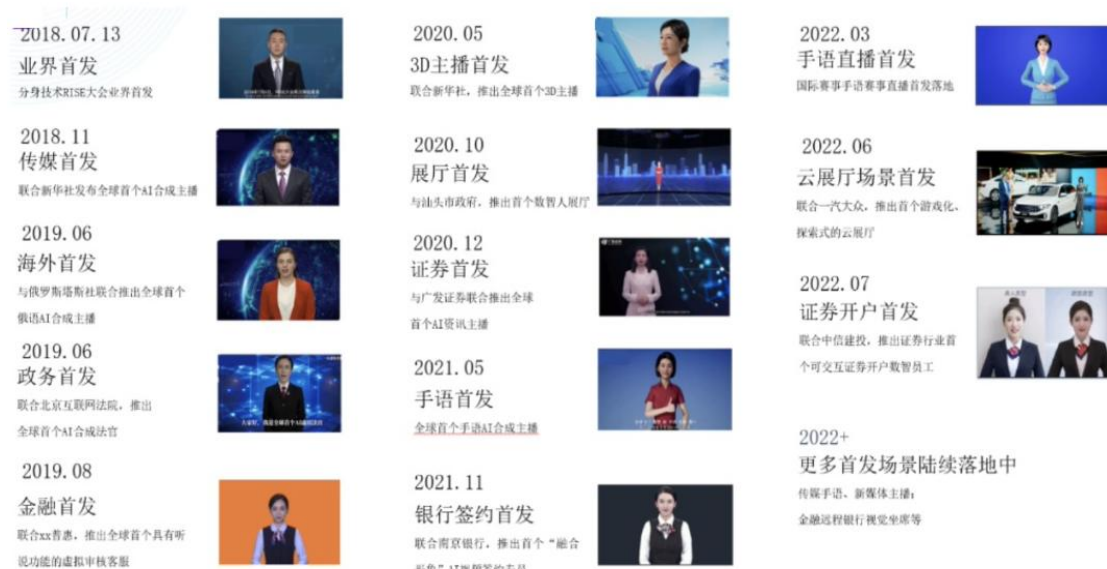 2018.07.13
业界首发
分身技术RISE大会业界首发
2018.11
传媒首发
联合新华社发布全球首个AI合成主播
2019.06
海外首发
与俄罗斯塔斯社联合推出全球首个
俄语AI合成主播
2019.06
政务首发
联合北京互联网法院，推出
全球首个AI合成法官
2019.08
金融首发
联合xx普惠，推出全球首个具有听
说功能的虚拟审核客服
2020.05
3D主播首发
联合新华社，推出全球首个3D主播
2020.10
展厅首发
与汕头市政府，推出首个数智人展厅
2020.12
证券首发
与广发证券联合推出全球
首个AI资讯主播
2021.05
手语首发
全球首个手语AI合成主播
2021.11
银行签约首发
联合南京银行，推出首个“融合
形象”AI视频签约专员
2022.03
手语直播首发
国际赛事手语赛事直播首发落地
2022.06
云展厅场景首发
联合一汽大众，推出首个游戏化、
探索式的云展厅
2022.07
证券开户首发
联合中信建投，推出证券行业首
个可交互证券开户数智员工
2022+
更多首发场景陆续落地中
传媒手语、新媒体主播；
金融远程银行视觉坐席等